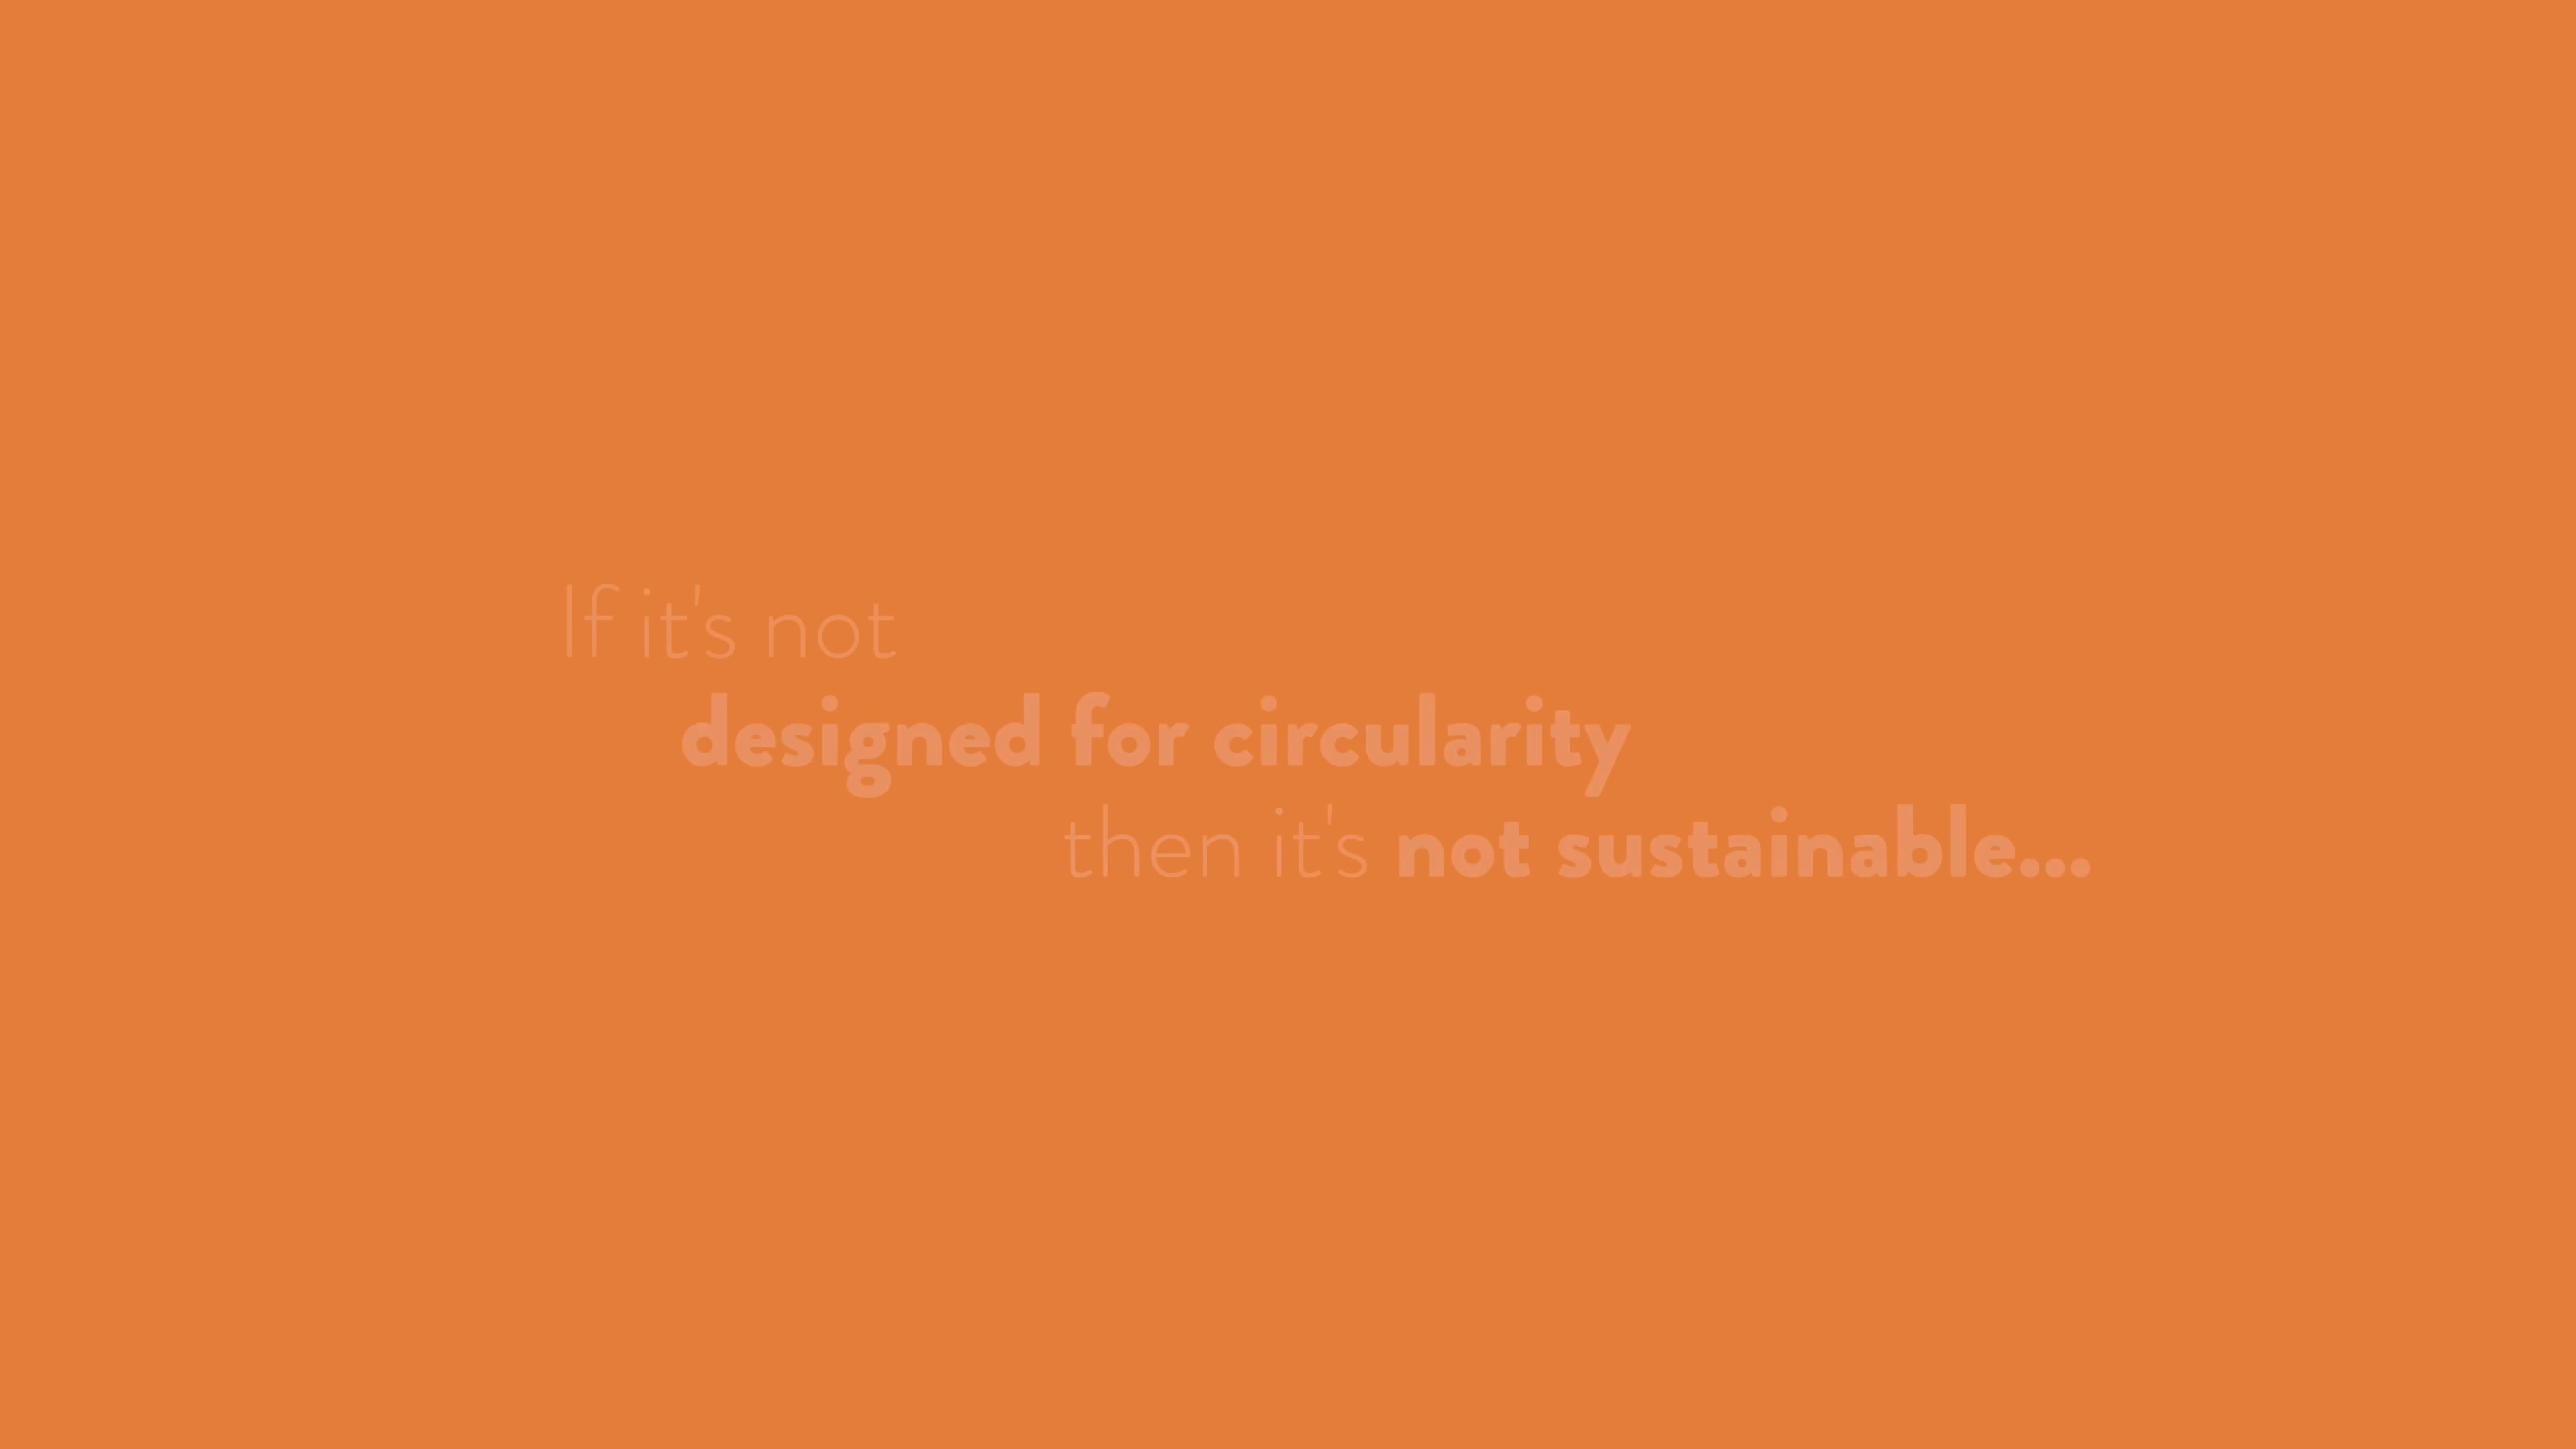 If it's not
designed for circularity
then it's not sustainable...